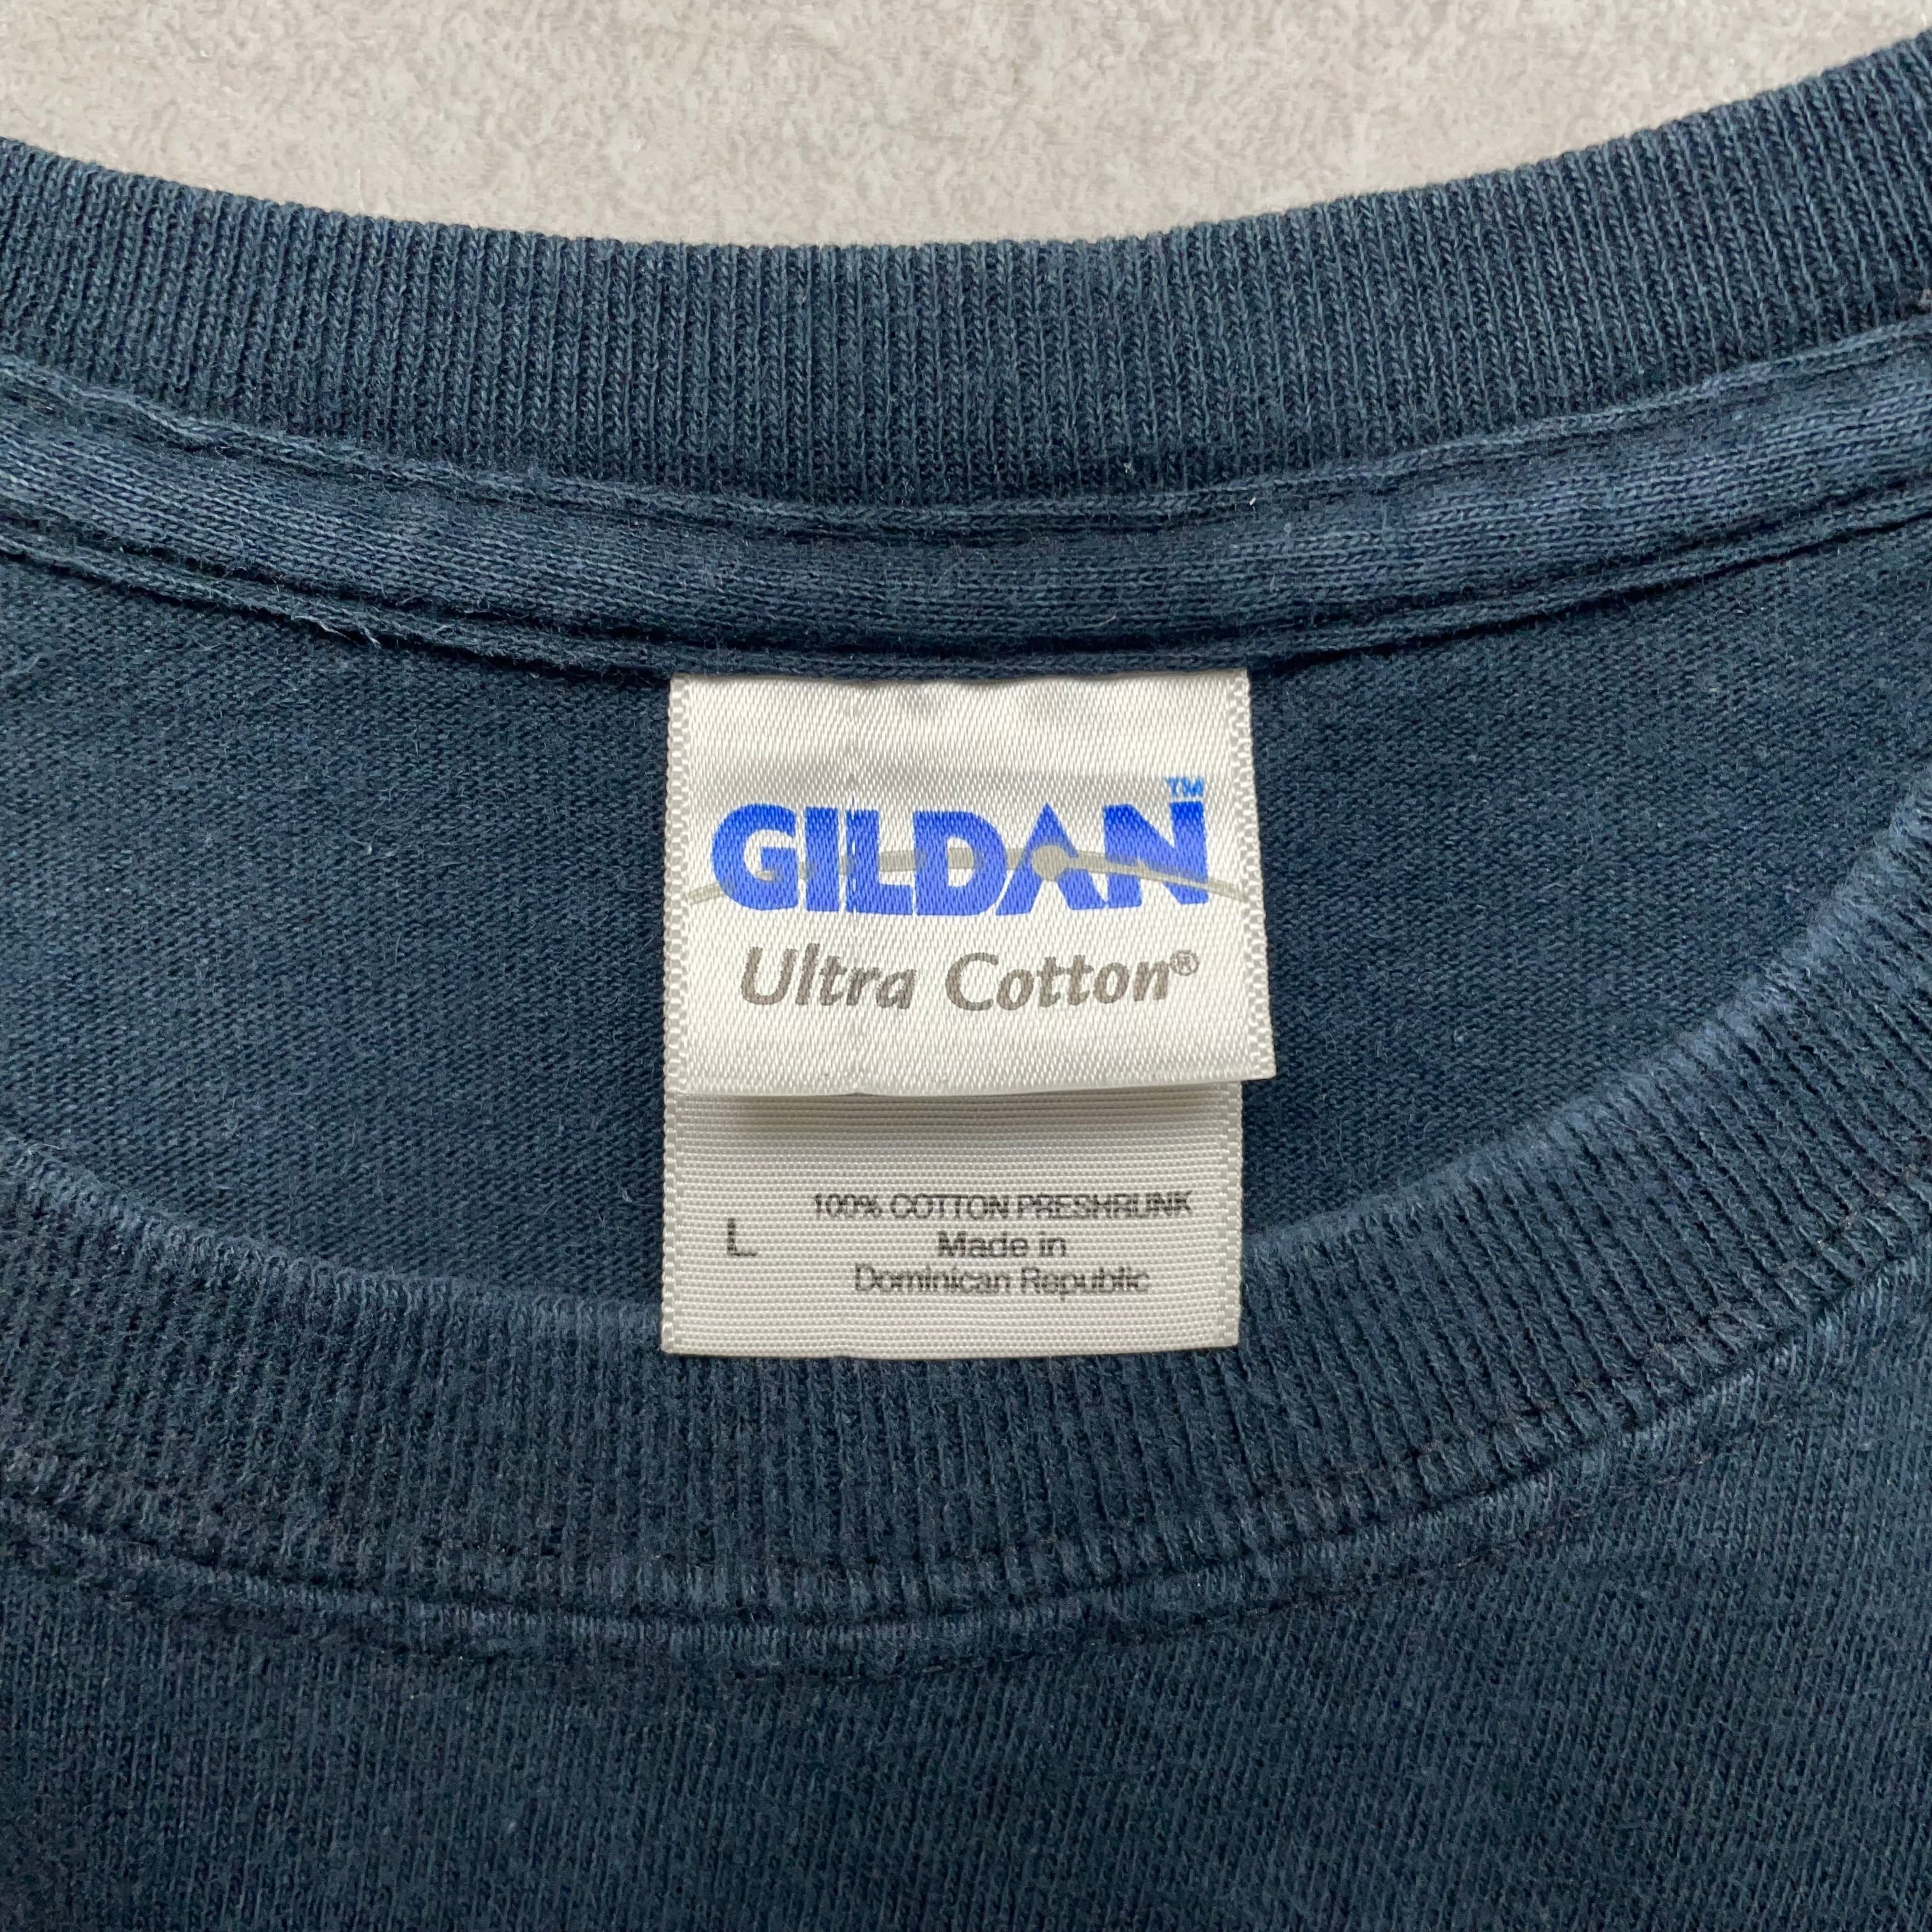 GILDAN™
Ultra Cotton®
L
100% COTTON PRESHRUNK
Made in
Dominican Republic